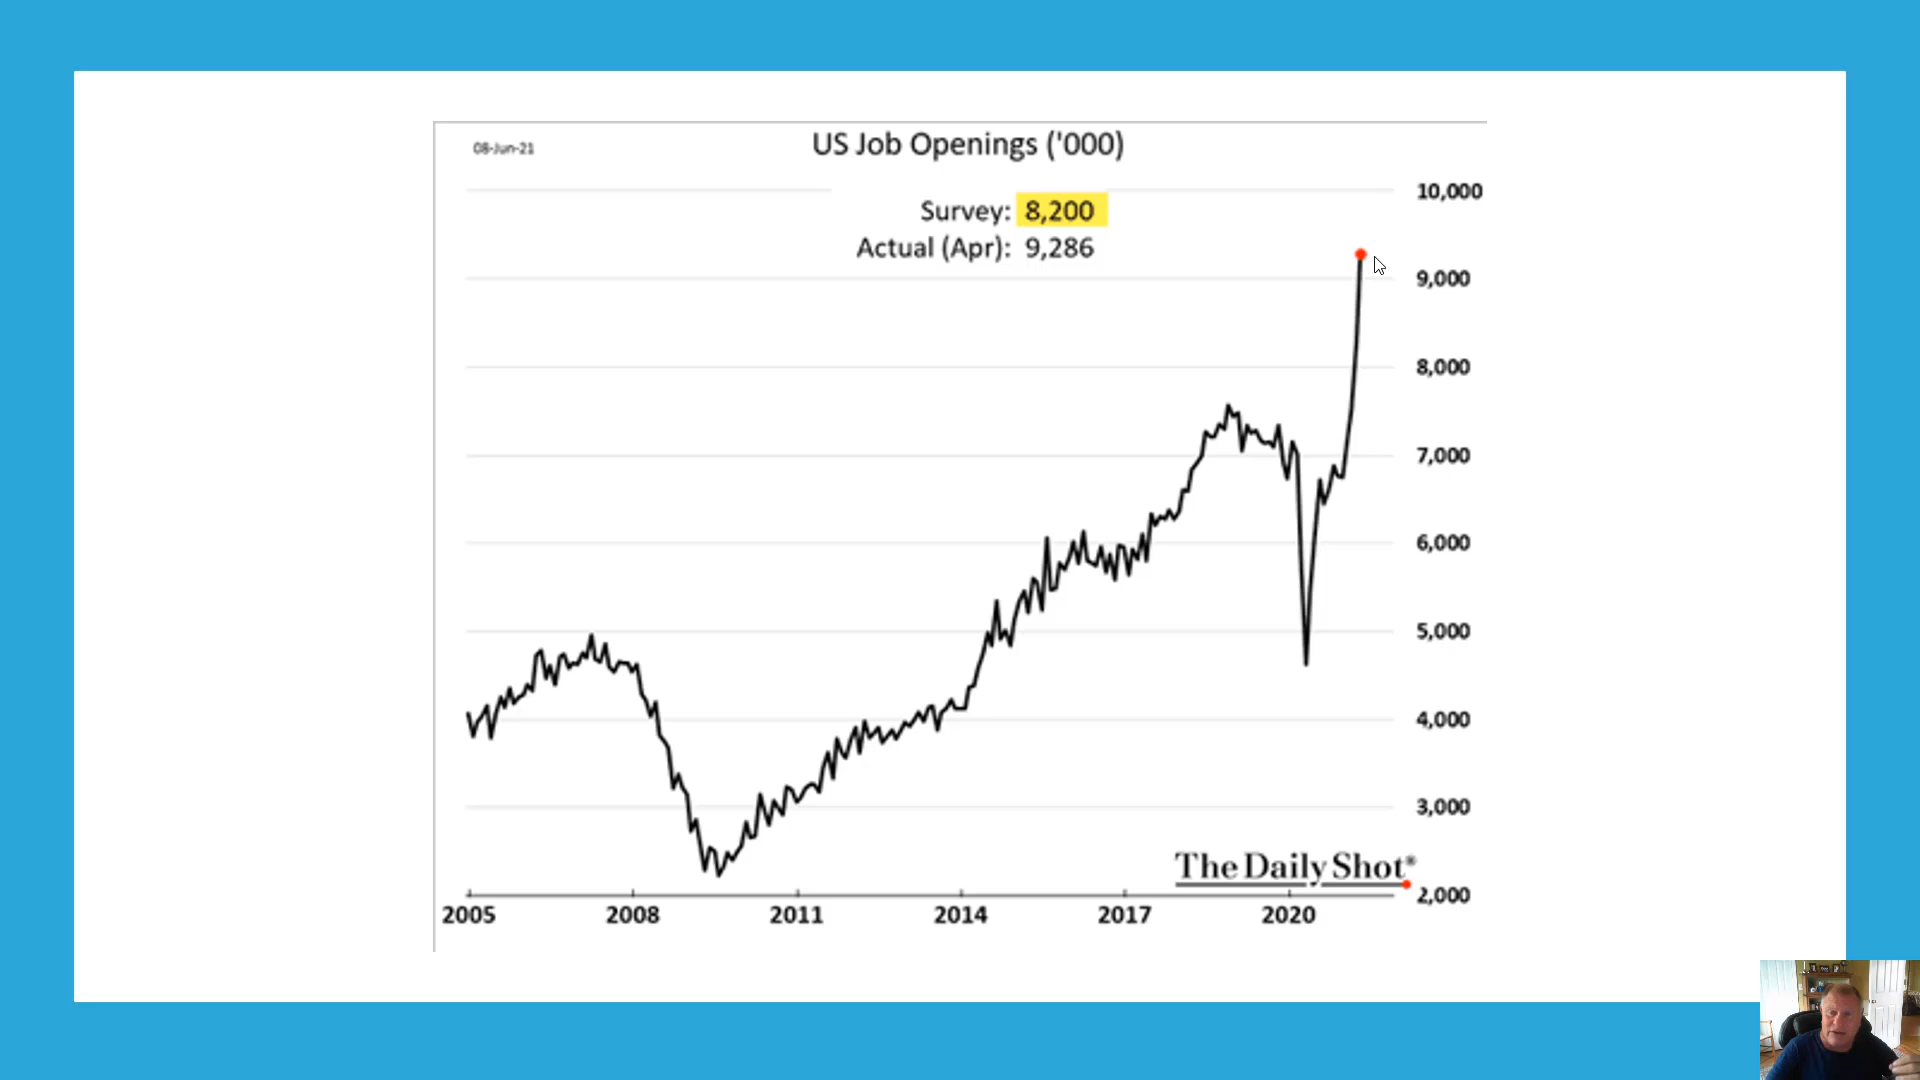 08-Jun-21
US Job Openings ('000)
Survey: 8,200
Actual (Apr): 9,286
10,000
9,000
8,000
7,000
6,000
5,000
4,000
3,000
2,000
The Daily Shot®
2005 2008 2011 2014 2017 2020